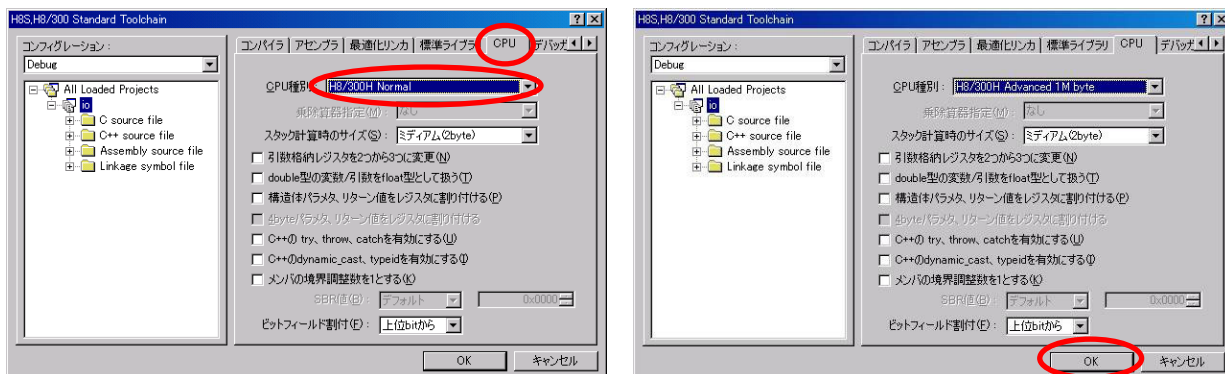 H8S,H8/300 Standard Toolchain
コンフィグレーション :
Debug
All Loaded Projects
io
C source file
C++ source file
Assembly source file
Linkage symbol file
コンパイラ アセンブラ 最適化リンカ 標準ライブラリ CPU デバッガ
CPU種別 : H8/300H Normal
乗除算器指定(M) : なし
スタック計算時のサイズ(S) : ミディアム(2byte)
引数格納レジスタを2つから3つに変更(N)
double型の変数/引数をfloat型として扱う(T)
構造体パラメタ、リターン値をレジスタに割り付ける(P)
4byteパラメタ、リターン値をレジスタに割り付ける
C++の try、throw、catchを有効にする(U)
C++のdynamic_cast、typeidを有効にする(I)
メンバの境界調整数を1とする(K)
SBR値(B) : デフォルト 0x0000
ビットフィールド割付(F) : 上位bitから
OK キャンセル
H8S,H8/300 Standard Toolchain
コンフィグレーション :
Debug
All Loaded Projects
io
C source file
C++ source file
Assembly source file
Linkage symbol file
コンパイラ アセンブラ 最適化リンカ 標準ライブラリ CPU デバッガ
CPU種別 : H8/300H Advanced 1M byte
乗除算器指定(M) : なし
スタック計算時のサイズ(S) : ミディアム(2byte)
引数格納レジスタを2つから3つに変更(N)
double型の変数/引数をfloat型として扱う(T)
構造体パラメタ、リターン値をレジスタに割り付ける(P)
4byteパラメタ、リターン値をレジスタに割り付ける
C++の try、throw、catchを有効にする(U)
C++のdynamic_cast、typeidを有効にする(I)
メンバの境界調整数を1とする(K)
SBR値(B) : デフォルト 0x0000
ビットフィールド割付(F) : 上位bitから
OK キャンセル